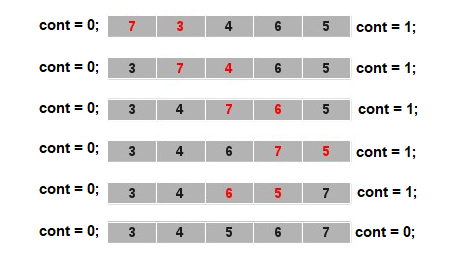 cont = 0; 7 3 4 6 5 cont = 1;
cont = 0; 3 7 4 6 5 cont = 1;
cont = 0; 3 4 7 6 5 cont = 1;
cont = 0; 3 4 6 7 5 cont = 1;
cont = 0; 3 4 6 5 7 cont = 1;
cont = 0; 3 4 5 6 7 cont = 0;